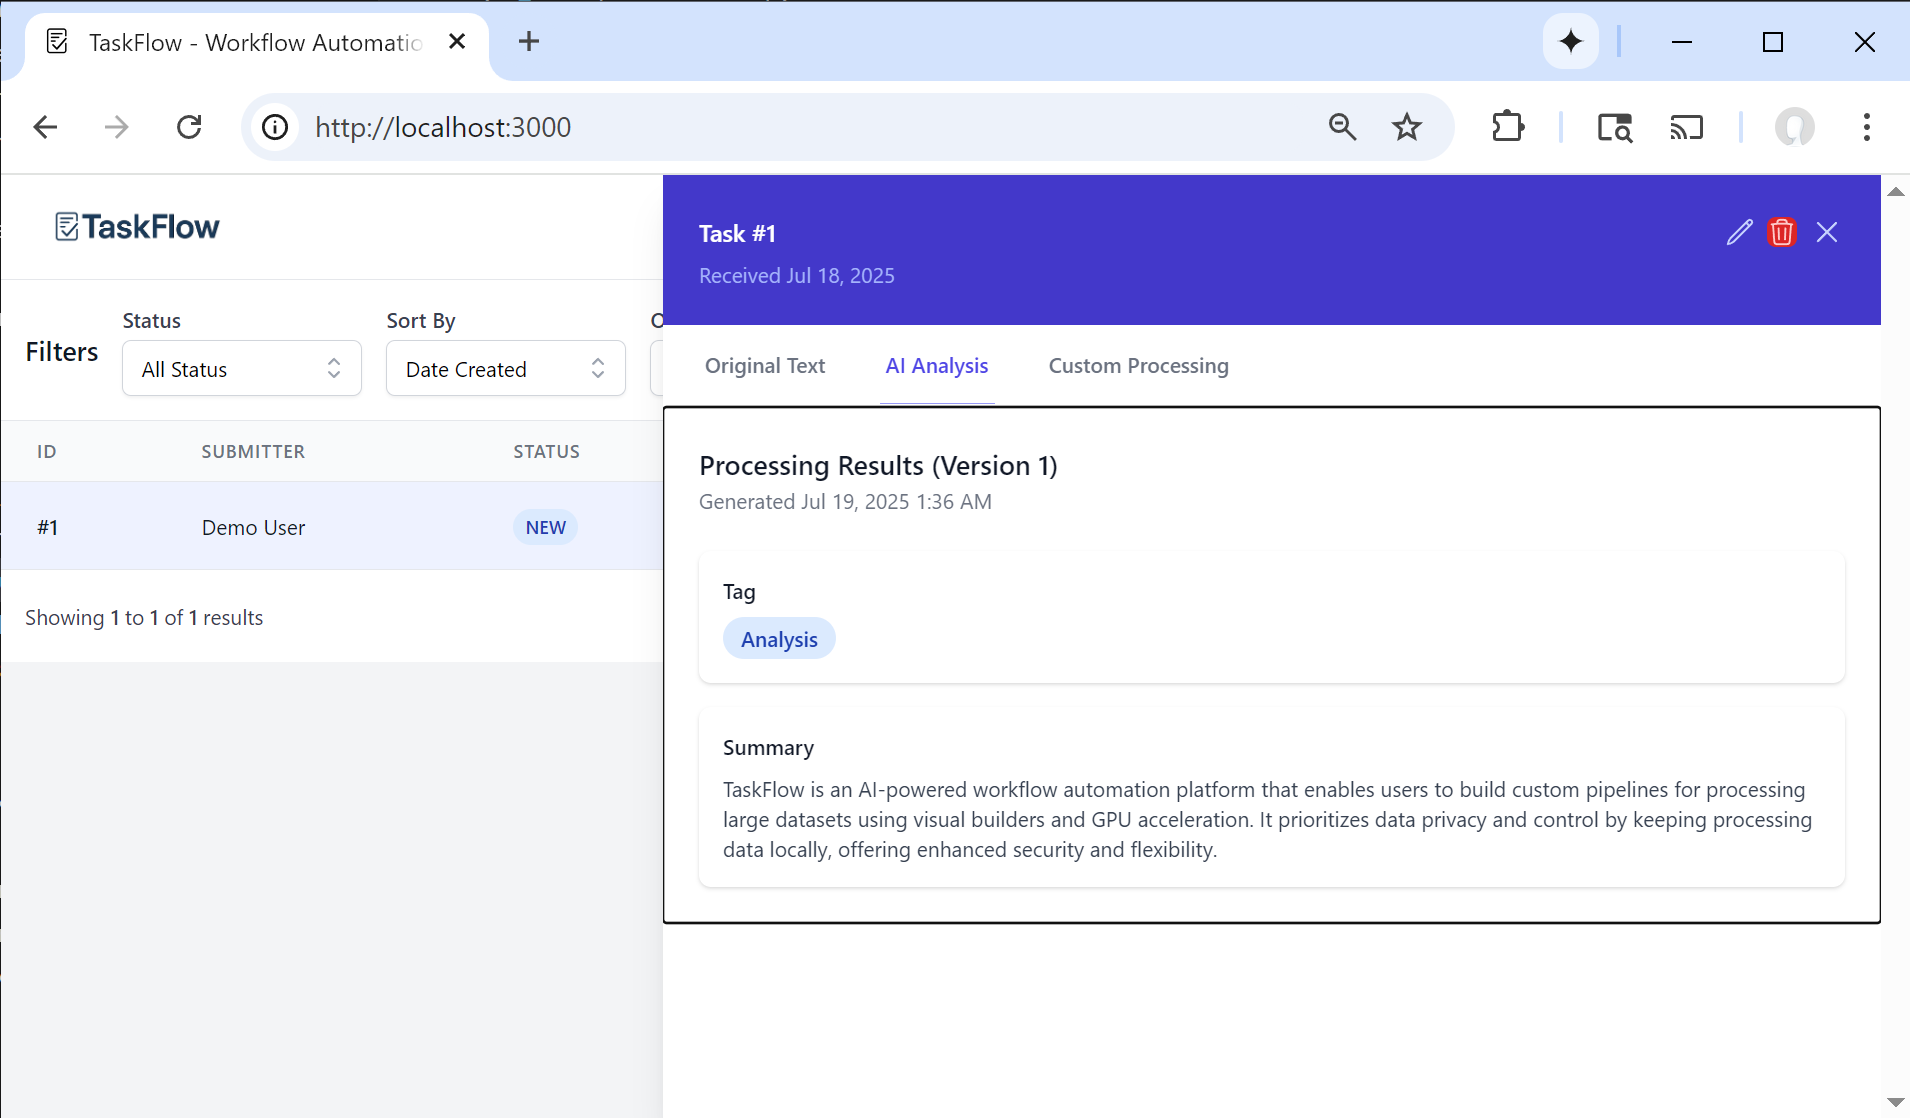 TaskFlow - Workflow Automatio
http://localhost:3000
TaskFlow
Filters
Status
All Status
Sort By
Date Created
O
ID SUBMITTER STATUS
#1 Demo User NEW
Showing 1 to 1 of 1 results
Task #1
Received Jul 18, 2025
Original Text AI Analysis Custom Processing
Processing Results (Version 1)
Generated Jul 19, 2025 1:36 AM
Tag
Analysis
Summary
TaskFlow is an AI-powered workflow automation platform that enables users to build custom pipelines for processing
large datasets using visual builders and GPU acceleration. It prioritizes data privacy and control by keeping processing
data locally, offering enhanced security and flexibility.